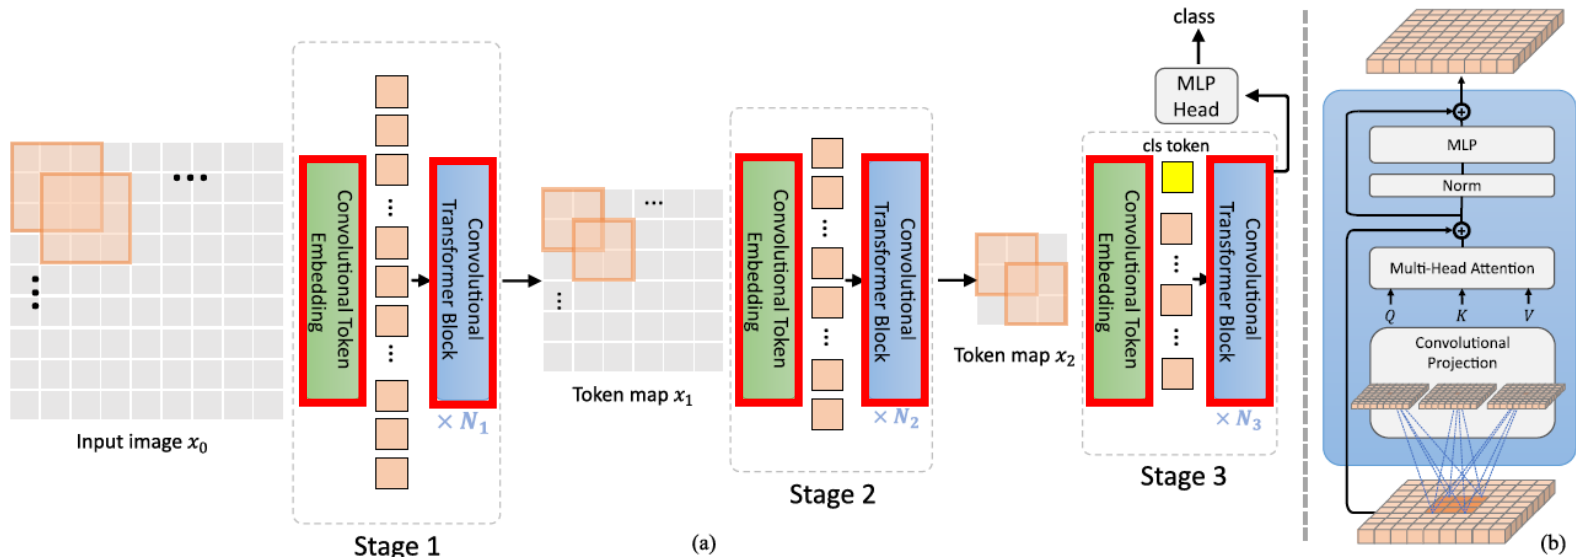 Input image x₀
Convolutional Token
Embedding
...
...
Convolutional
Transformer Block
× N₁
Stage 1
...
...
Token map x₁
Convolutional Token
Embedding
...
...
Convolutional
Transformer Block
× N₂
Stage 2
Token map x₂
class
MLP
Head
cls token
Convolutional Token
Embedding
...
...
Convolutional
Transformer Block
× N₃
Stage 3
(a)
+
MLP
Norm
+
Multi-Head Attention
Q K V
Convolutional
Projection
(b)